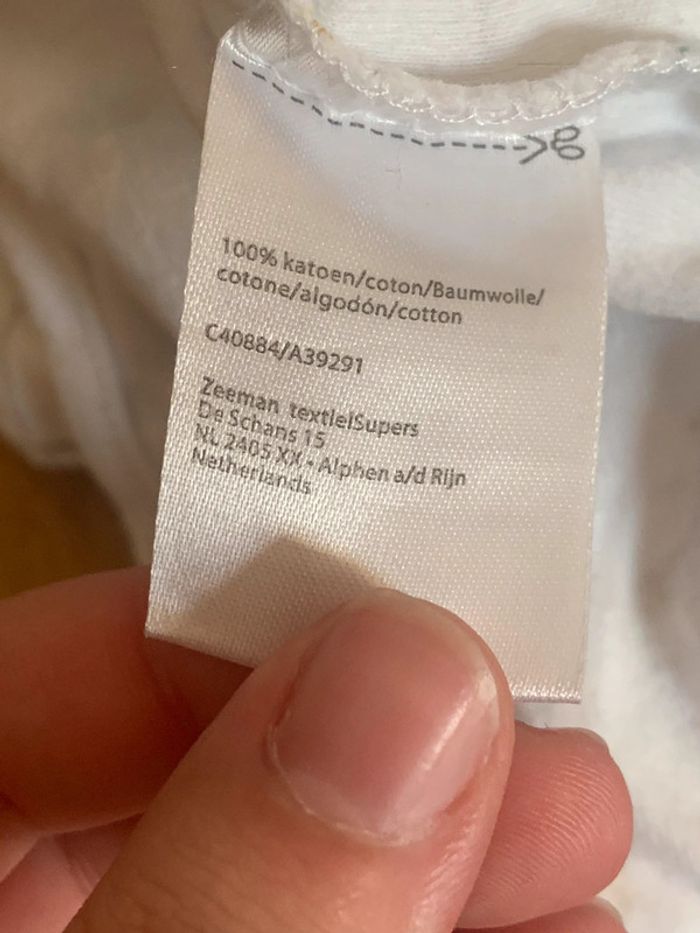 100% katoen/coton/Baumwolle/
cotone/algodón/cotton
C40884/A39291
Zeeman textielSupers
De Schans 15
NL 2405 XX • Alphen a/d Rijn
Netherlands